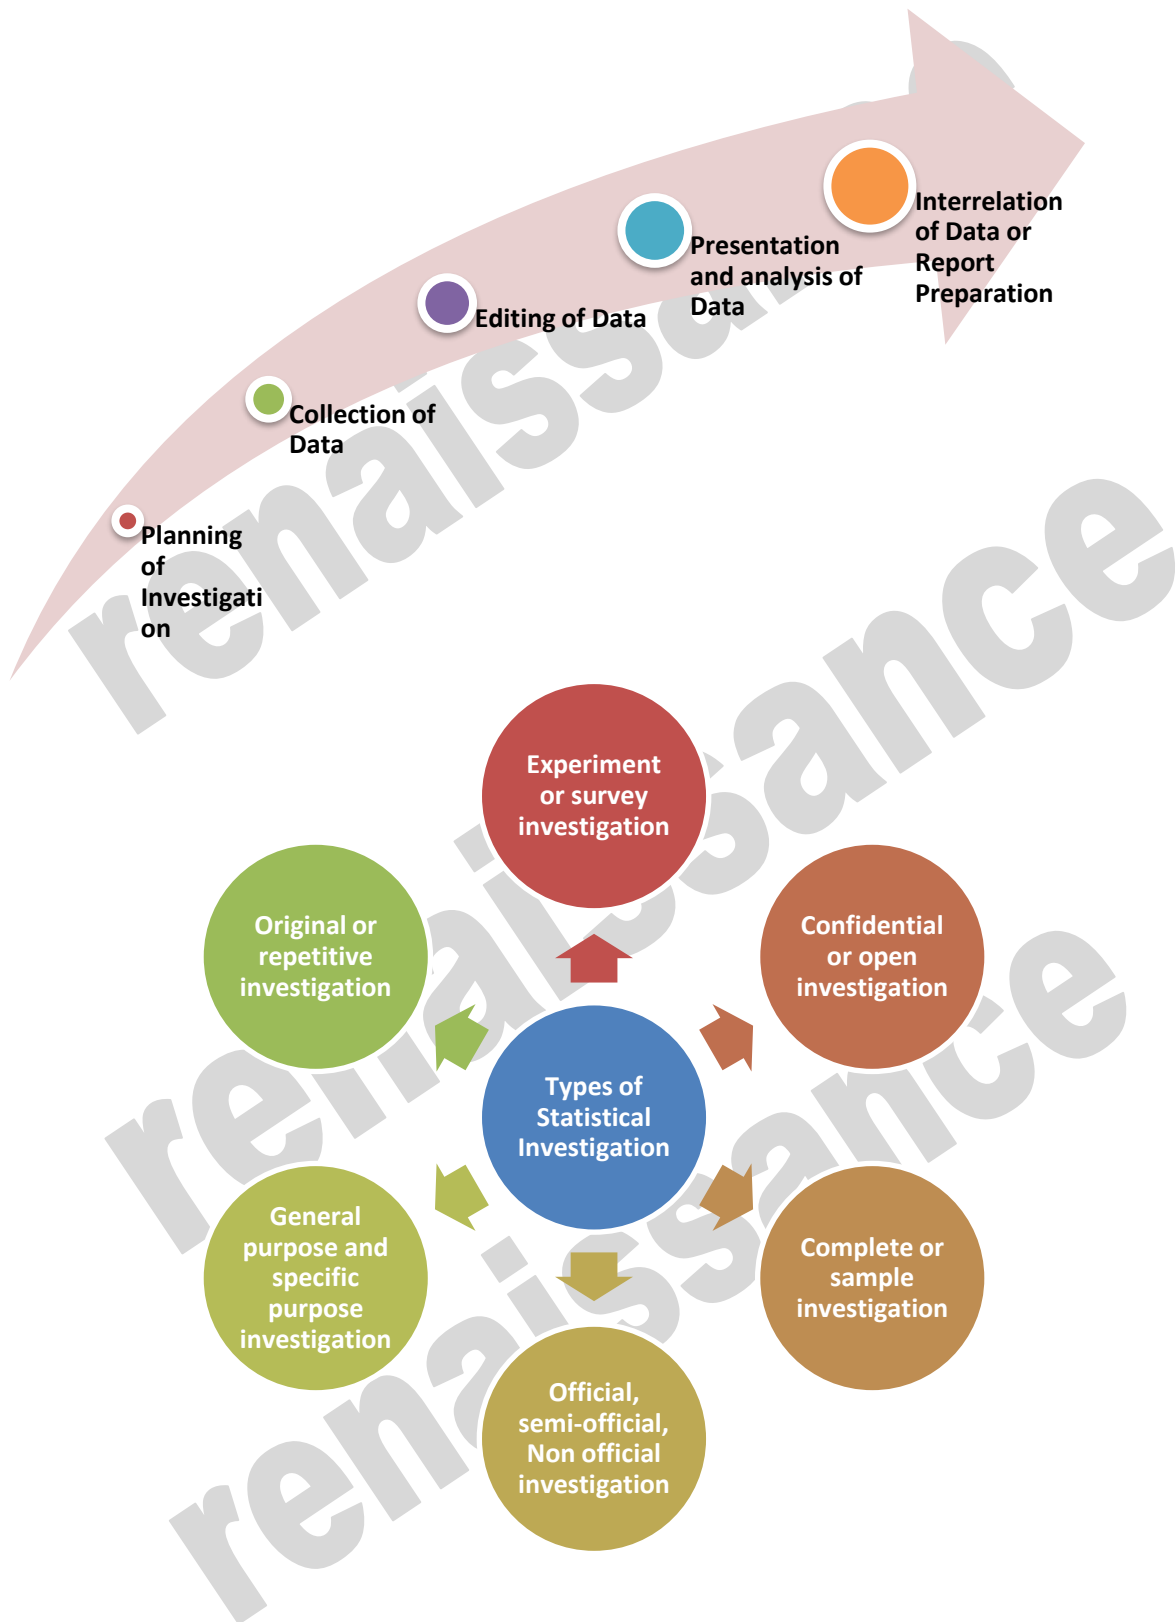 Planning
of
Investigati
on
Collection of
Data
Editing of Data
Presentation
and analysis of
Data
Interrelation
of Data or
Report
Preparation
renaissance
Experiment
or survey
investigation
Confidential
or open
investigation
Complete or
sample
investigation
Official,
semi-official,
Non official
investigation
General
purpose and
specific
purpose
investigation
Original or
repetitive
investigation
Types of
Statistical
Investigation
renaissance
renaissance